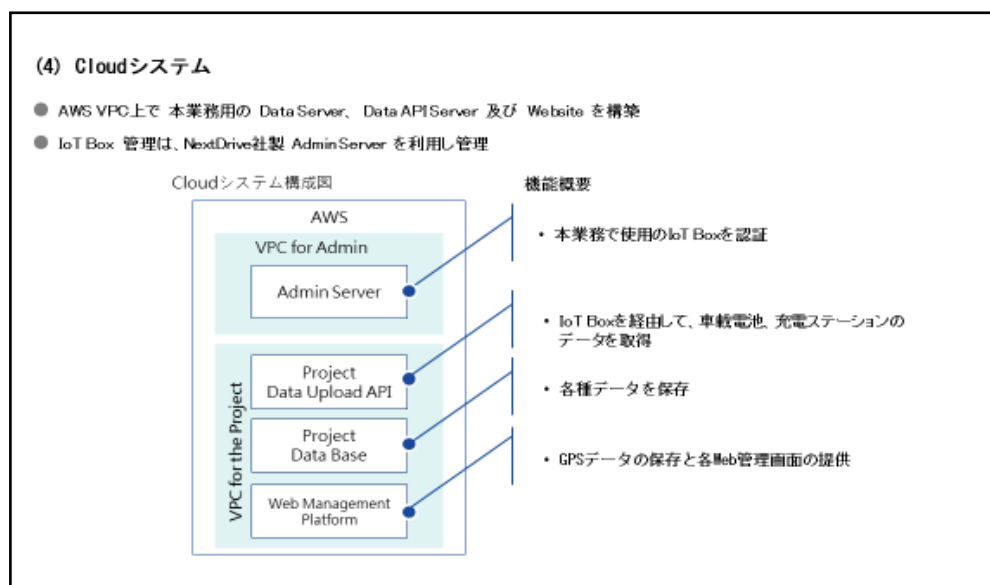 (4) Cloudシステム
● AWS VPC上で 本業務用の Data Server、 Data API Server 及び Website を構築
● IoT Box 管理は、NextDrive社製 Admin Server を利用し管理
Cloudシステム構成図
機能概要
AWS
VPC for Admin
Admin Server
・ 本業務で使用のIoT Boxを認証
VPC for the Project
Project
Data Upload API
・ IoT Boxを経由して、車載電池、充電ステーションの
データを取得
Project
Data Base
・ 各種データを保存
Web Management
Platform
・ GPSデータの保存と各Web管理画面の提供